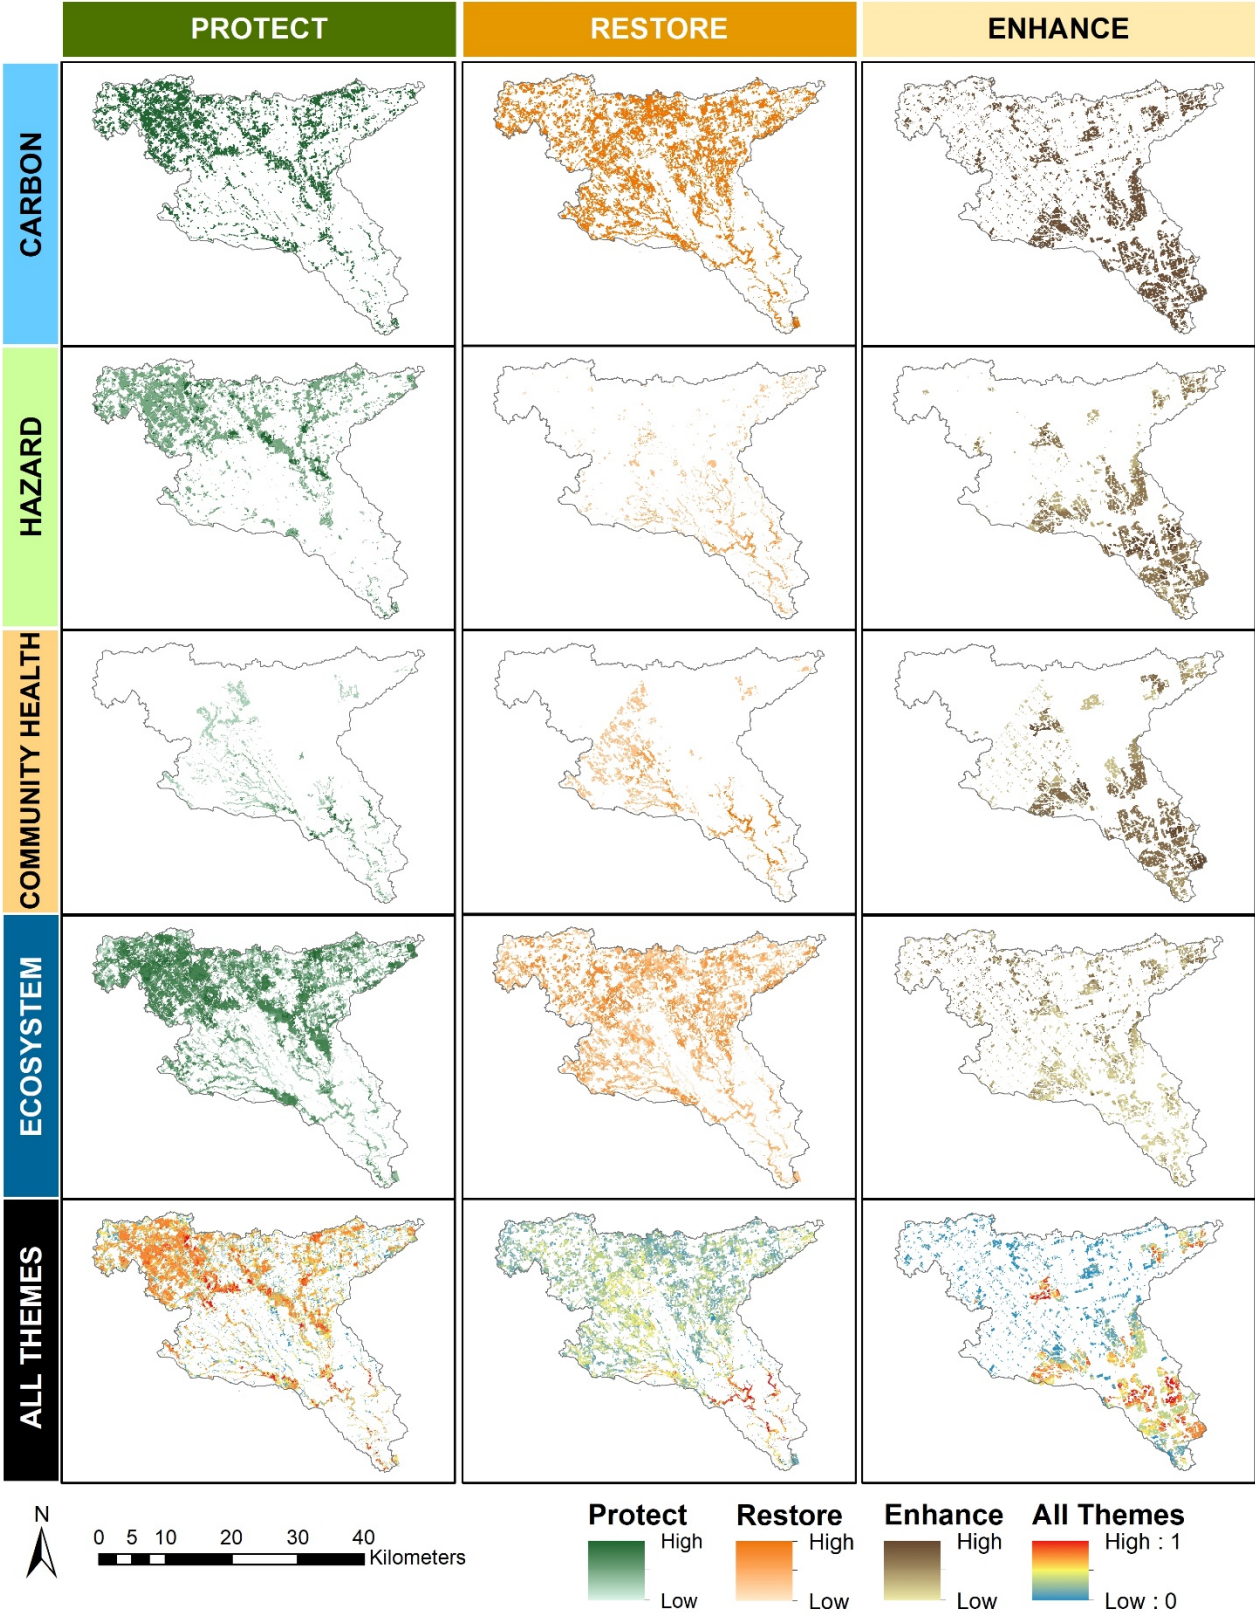 PROTECT
RESTORE
ENHANCE
CARBON
HAZARD
COMMUNITY HEALTH
ECOSYSTEM
ALL THEMES
N
0 5 10 20 30 40
Kilometers
Protect
High
Low
Restore
High
Low
Enhance
High
Low
All Themes
High : 1
Low : 0